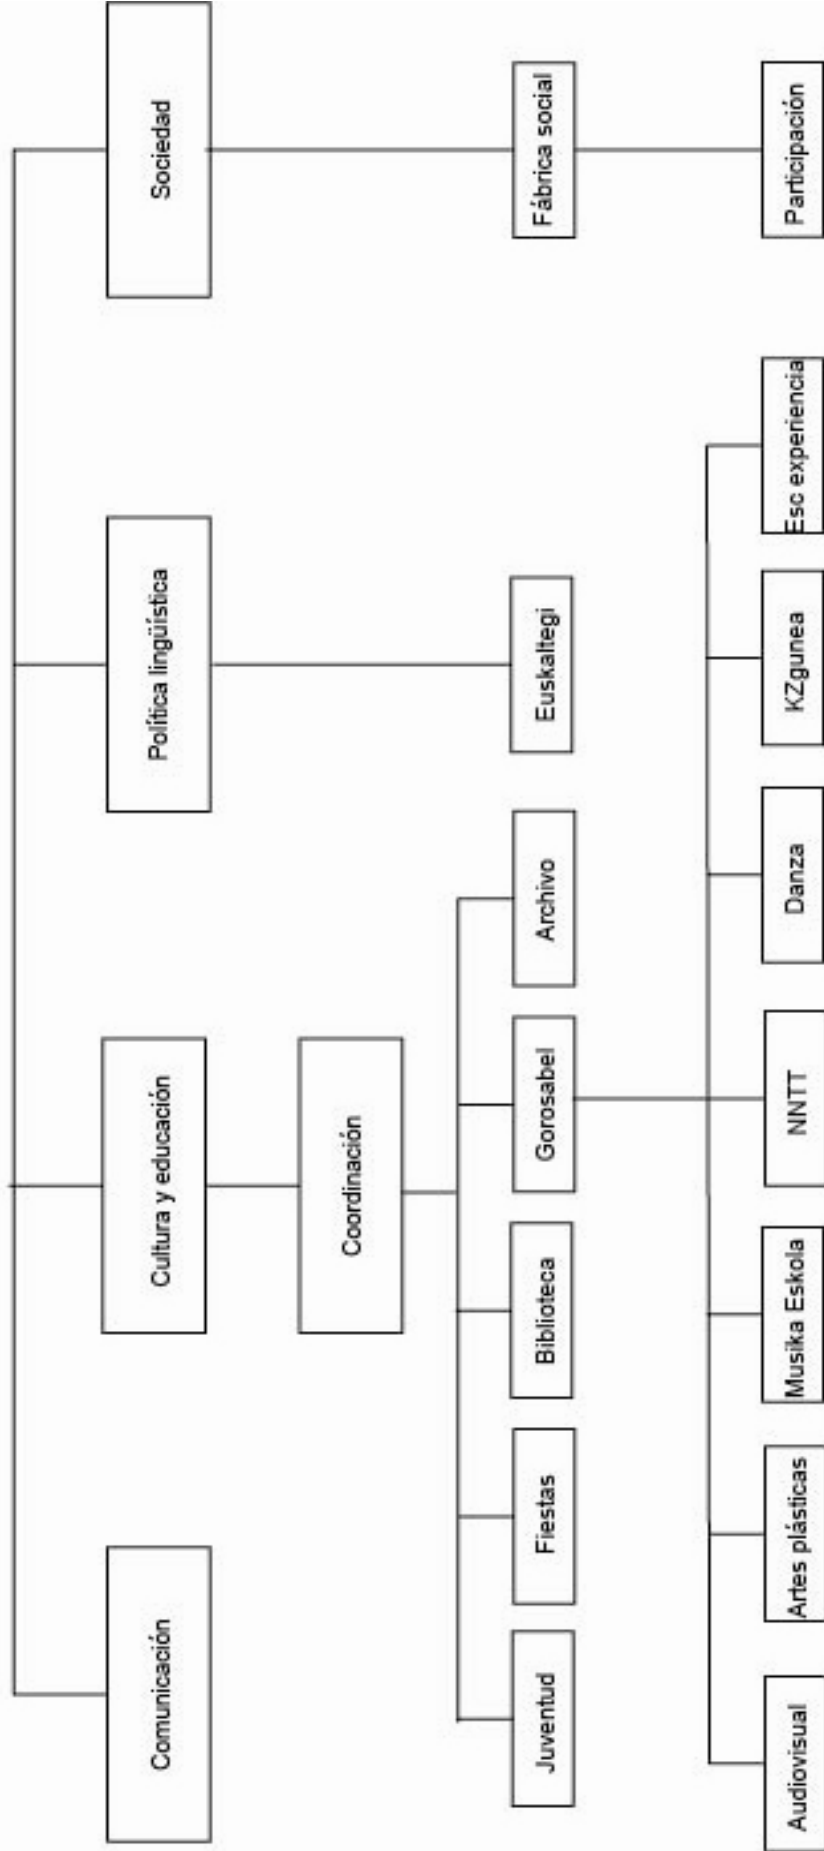 Comunicación
Cultura y educación
Política lingüística
Sociedad
Coordinación
Juventud
Fiestas
Biblioteca
Gorosabel
Archivo
Euskaltegi
Fábrica social
Audiovisual
Artes plásticas
Musika Eskola
NNTT
Danza
KZgunea
Esc experiencia
Participación